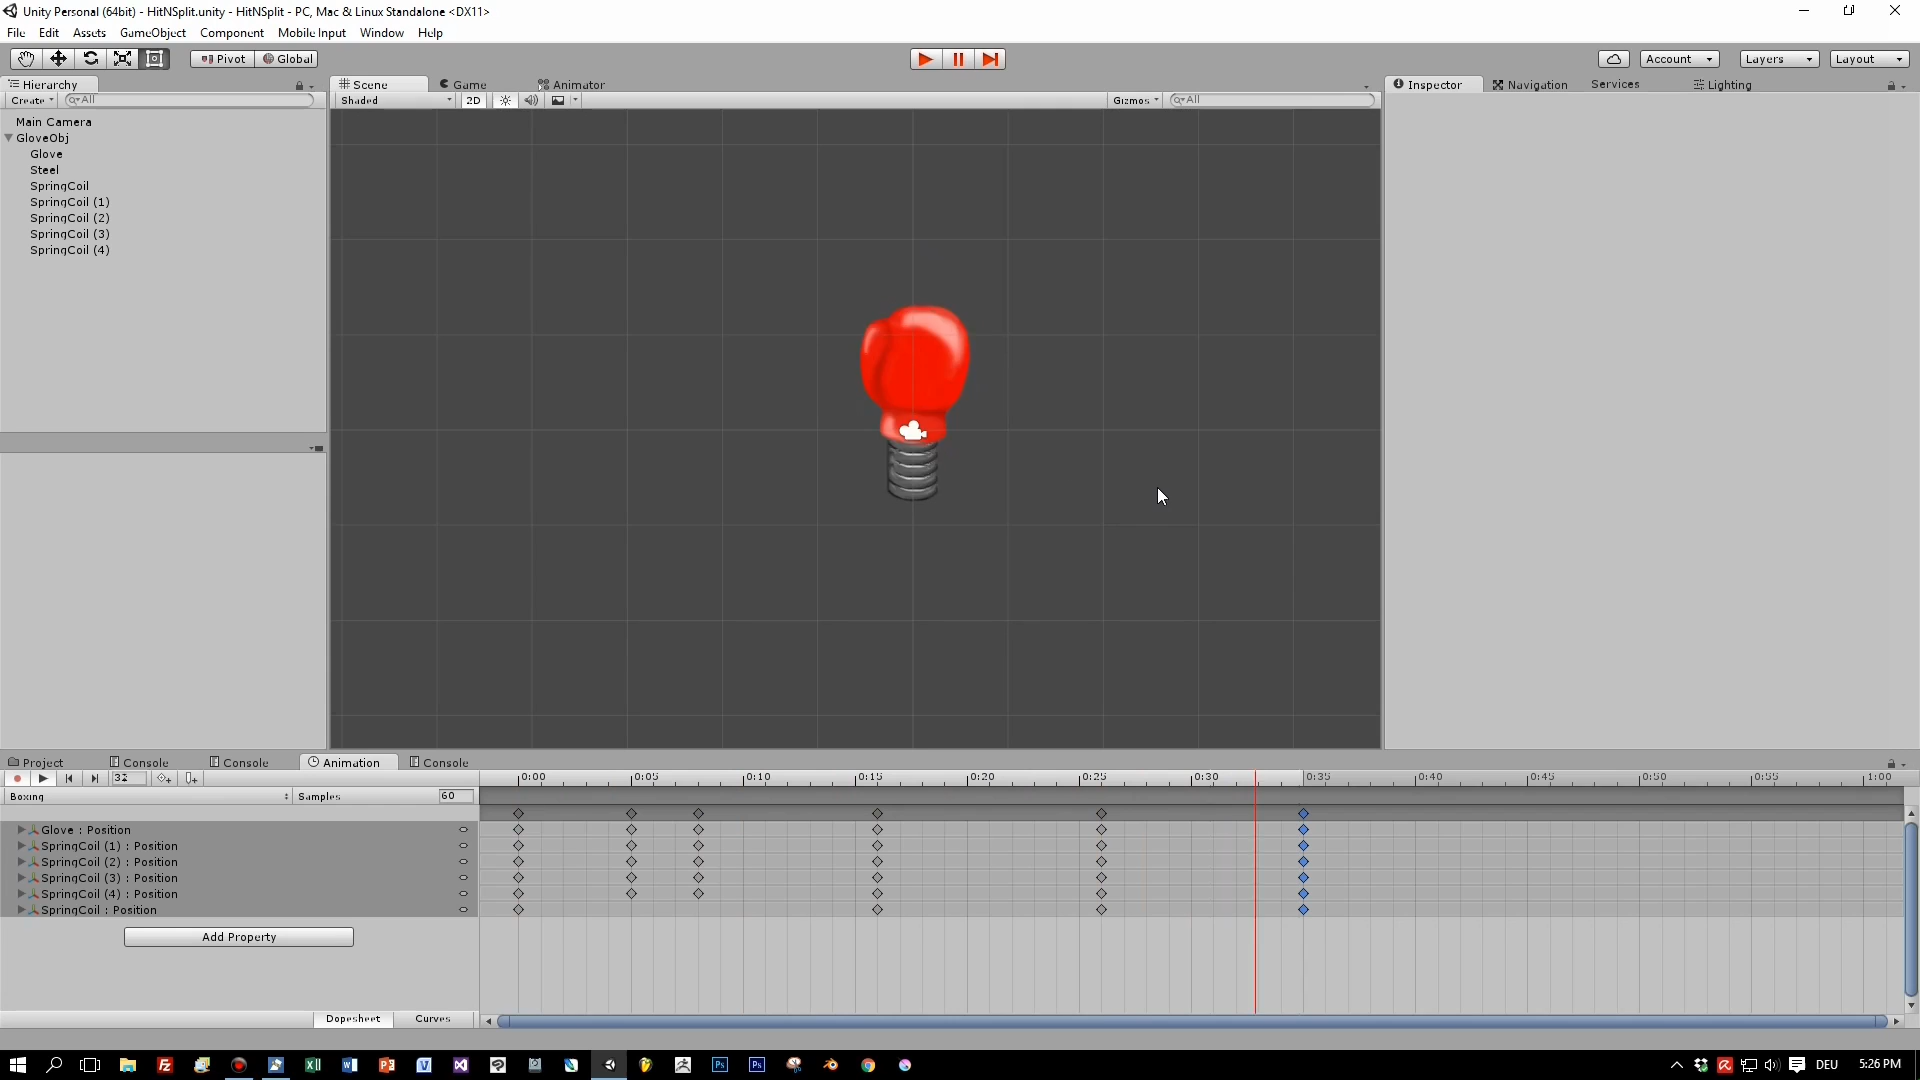 Unity Personal (64bit) - HitNSplit.unity - HitNSplit - PC, Mac & Linux Standalone <DX11>
File Edit Assets GameObject Component Mobile Input Window Help
Pivot Global Account Layers Layout
Hierarchy Scene Game Animator Inspector Navigation Services Lighting
Create All Shaded 2D Gizmos All
Main Camera
GloveObj
Glove
Steel
SpringCoil
SpringCoil (1)
SpringCoil (2)
SpringCoil (3)
SpringCoil (4)
Project Console Console Animation Console
32 0:00 0:05 0:10 0:15 0:20 0:25 0:30 0:35 0:40 0:45 0:50 0:55 1:00
Boxing Samples 60
Glove : Position
SpringCoil (1) : Position
SpringCoil (2) : Position
SpringCoil (3) : Position
SpringCoil (4) : Position
SpringCoil : Position
Add Property
Dopesheet Curves
DEU 5:26 PM